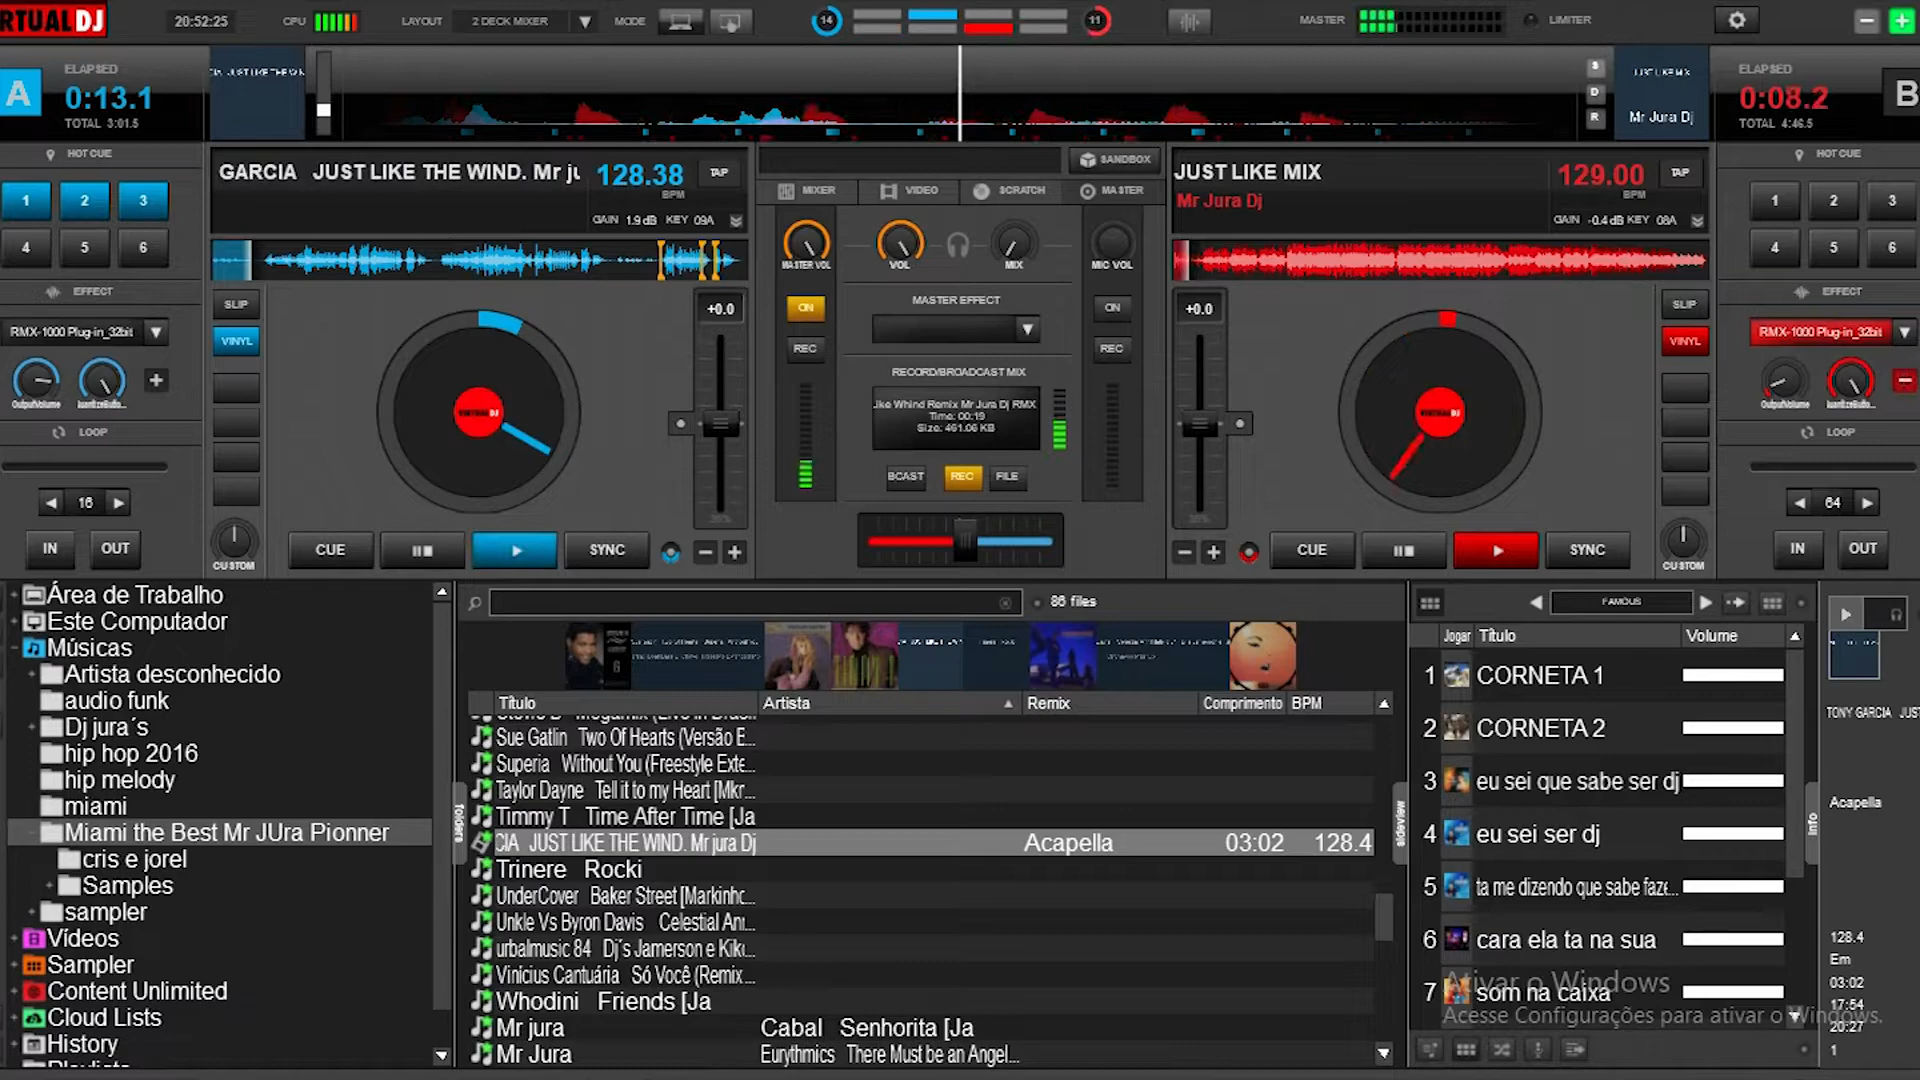 RTUAL DJ
20:52:25
CPU
LAYOUT
2 DECK MIXER
MODE
14
11
MASTER
LIMITER
A
ELAPSED
0:13.1
TOTAL 3:01.5
S
D
R
JUST LIKE MIX
Mr Jura Dj
ELAPSED
0:08.2
TOTAL 4:46.5
B
HOT CUE
1 2 3
4 5 6
GARCIA JUST LIKE THE WIND. Mr ju
128.38
BPM
TAP
GAIN 1.9 dB KEY 09A
SANDBOX
MIXER
VIDEO
SCRATCH
MASTER
JUST LIKE MIX
Mr Jura Dj
129.00
BPM
TAP
GAIN -0.4 dB KEY 08A
HOT CUE
1 2 3
4 5 6
MASTER VOL
VOL
MIX
MIC VOL
EFFECT
RMX-1000 Plug-in_32bit
OutputVolume
SLIP
VINYL
+0.0
ON
REC
MASTER EFFECT
RECORD/BROADCAST MIX
Like Whind Remix Mr Jura Dj RMX
Time: 00:19
Size: 461.06 KB
BCAST
REC
FILE
ON
REC
+0.0
SLIP
VINYL
EFFECT
RMX-1000 Plug-in_32bit
OutputVolume
LOOP
16
IN
OUT
CUSTOM
CUE
SYNC
CUE
SYNC
CUSTOM
LOOP
64
IN
OUT
Área de Trabalho
Este Computador
Músicas
Artista desconhecido
audio funk
Dj jura´s
hip hop 2016
hip melody
miami
Miami the Best Mr JUra Pionner
cris e jorel
Samples
sampler
Vídeos
Sampler
Content Unlimited
Cloud Lists
History
folders
86 files
Título Artista Remix Comprimento BPM
Sue Gatlin Two Of Hearts (Versão E...
Superia Without You (Freestyle Exte...
Taylor Dayne Tell it to my Heart [Mkr...
Timmy T Time After Time [Ja
CIA JUST LIKE THE WIND. Mr jura Dj Acapella 03:02 128.4
Trinere Rocki
UnderCover Baker Street [Markinho...
Unkle Vs Byron Davis Celestial Ani...
urbalmusic 84 Dj´s Jamerson e Kiku...
Vinícius Cantuária Só Você (Remix...
Whodini Friends [Ja
Mr jura Cabal Senhorita [Ja
Mr Jura Eurythmics There Must be an Angel...
sideview
FAMOUS
Jogar Título Volume
1 CORNETA 1
2 CORNETA 2
3 eu sei que sabe ser dj
4 eu sei ser dj
5 ta me dizendo que sabe faze...
6 cara ela ta na sua
7 som na caixa
Ativar o Windows
Acesse Configurações para ativar o Windows.
info
TONY GARCIA JUST
Acapella
128.4
Em
03:02
17:54
20:27
1